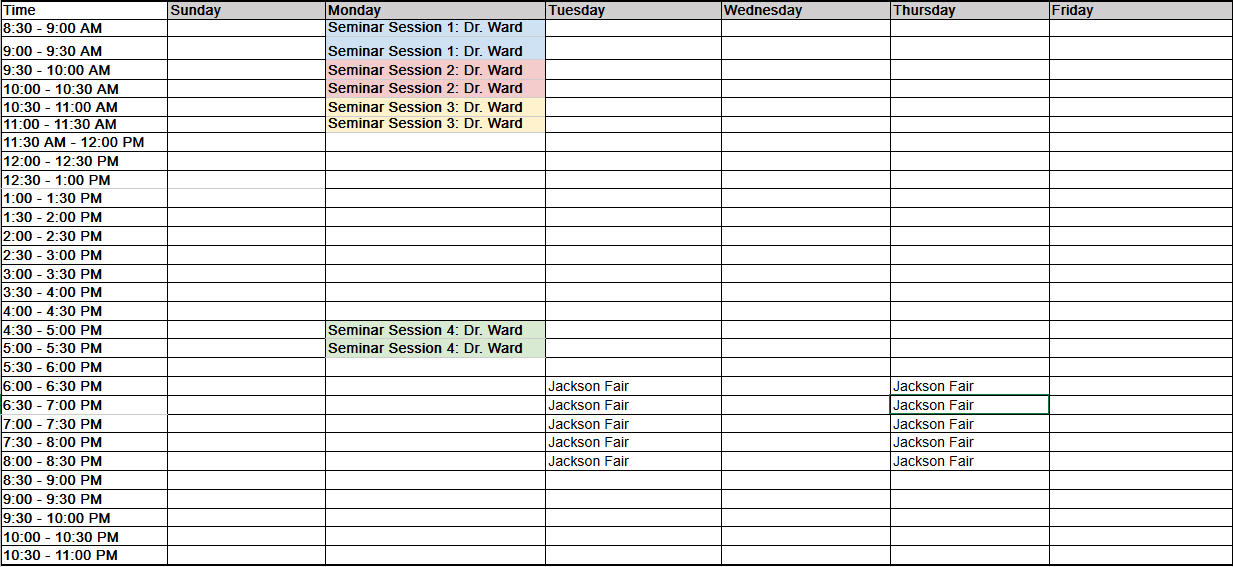 Time Sunday Monday Tuesday Wednesday Thursday Friday
8:30 - 9:00 AM Seminar Session 1: Dr. Ward
9:00 - 9:30 AM Seminar Session 1: Dr. Ward
9:30 - 10:00 AM Seminar Session 2: Dr. Ward
10:00 - 10:30 AM Seminar Session 2: Dr. Ward
10:30 - 11:00 AM Seminar Session 3: Dr. Ward
11:00 - 11:30 AM Seminar Session 3: Dr. Ward
11:30 AM - 12:00 PM
12:00 - 12:30 PM
12:30 - 1:00 PM
1:00 - 1:30 PM
1:30 - 2:00 PM
2:00 - 2:30 PM
2:30 - 3:00 PM
3:00 - 3:30 PM
3:30 - 4:00 PM
4:00 - 4:30 PM
4:30 - 5:00 PM Seminar Session 4: Dr. Ward
5:00 - 5:30 PM Seminar Session 4: Dr. Ward
5:30 - 6:00 PM
6:00 - 6:30 PM Jackson Fair Jackson Fair
6:30 - 7:00 PM Jackson Fair Jackson Fair
7:00 - 7:30 PM Jackson Fair Jackson Fair
7:30 - 8:00 PM Jackson Fair Jackson Fair
8:00 - 8:30 PM Jackson Fair Jackson Fair
8:30 - 9:00 PM
9:00 - 9:30 PM
9:30 - 10:00 PM
10:00 - 10:30 PM
10:30 - 11:00 PM